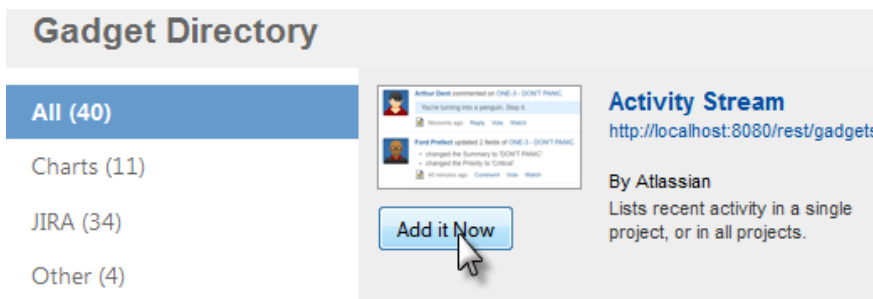 Gadget Directory
All (40)
Charts (11)
JIRA (34)
Other (4)
Arthur Dent commented on ONE-3 - DON'T PANIC
You're turning into a penguin. Stop it.
Moments ago Reply Vote Watch
Ford Prefect updated 2 fields of ONE-3 - DON'T PANIC
changed the Summary to 'DON'T PANIC'
changed the Priority to 'Critical'
40 minutes ago Comment Vote Watch
Add it Now
Activity Stream
http://localhost:8080/rest/gadgets
By Atlassian
Lists recent activity in a single
project, or in all projects.